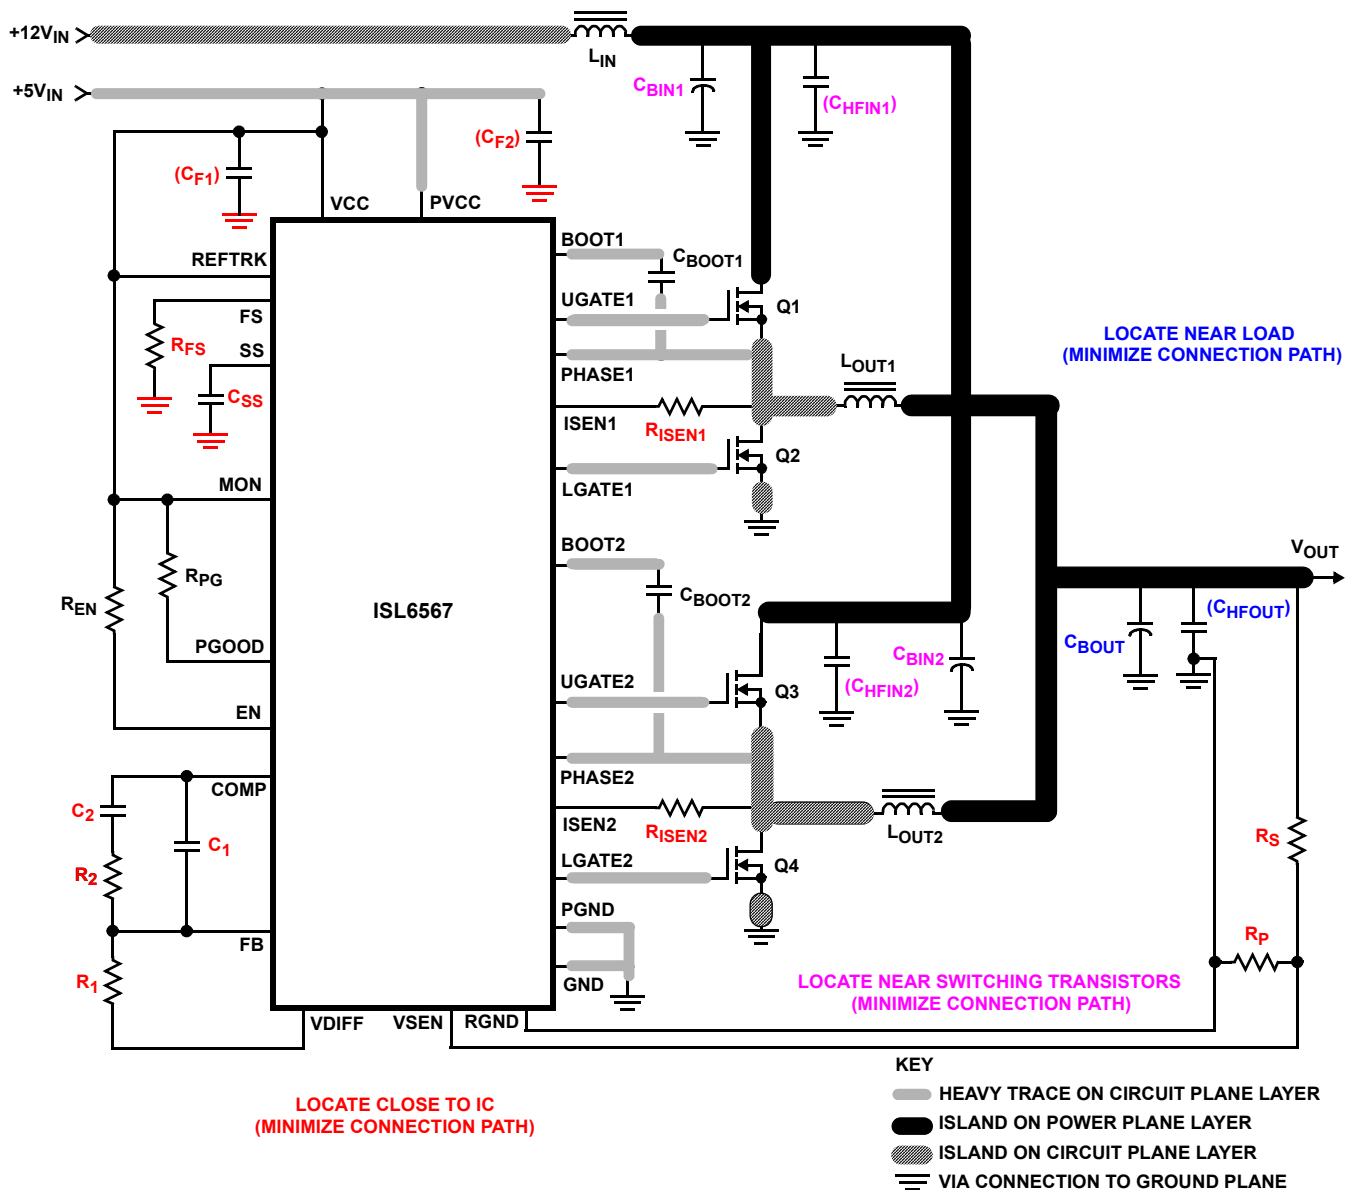 +12VIN
LIN
CBIN1
(CHFIN1)
+5VIN
(CF1)
(CF2)
VCC
PVCC
REFTRK
FS
RFS
SS
CSS
MON
RPG
REN
PGOOD
EN
COMP
C2
C1
R2
FB
R1
ISL6567
VDIFF
VSEN
RGND
BOOT1
CBOOT1
UGATE1
Q1
PHASE1
LOUT1
ISEN1
RISEN1
Q2
LGATE1
BOOT2
CBOOT2
UGATE2
Q3
PHASE2
ISEN2
RISEN2
LOUT2
LGATE2
Q4
PGND
GND
(CHFIN2)
CBIN2
LOCATE NEAR LOAD
(MINIMIZE CONNECTION PATH)
VOUT
CBOUT
(CHFOUT)
RS
RP
LOCATE NEAR SWITCHING TRANSISTORS
(MINIMIZE CONNECTION PATH)
LOCATE CLOSE TO IC
(MINIMIZE CONNECTION PATH)
KEY
HEAVY TRACE ON CIRCUIT PLANE LAYER
ISLAND ON POWER PLANE LAYER
ISLAND ON CIRCUIT PLANE LAYER
VIA CONNECTION TO GROUND PLANE